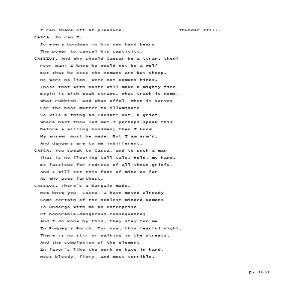 I can shake off at pleasure. Thunder still.
CASCA. So can I.
So every bondman in his own hand bears
The power to cancel his captivity.
CASSIUS. And why should Caesar be a tyrant then?
Poor man! I know he would not be a wolf
But that he sees the Romans are but sheep.
He were no lion, were not Romans hinds.
Those that with haste will make a mighty fire
Begin it with weak straws. What trash is Rome,
What rubbish, and what offal, when it serves
For the base matter to illuminate
So vile a thing as Caesar? But, O grief,
Where hast thou led me? I perhaps speak this
Before a willing bondman; then I know
My answer must be made. But I am arm'd,
And dangers are to me indifferent.
CASCA. You speak to Casca, and to such a man
That is no fleering tell-tale. Hold, my hand.
Be factious for redress of all these griefs,
And I will set this foot of mine as far
As who goes farthest.
CASSIUS. There's a bargain made.
Now know you, Casca, I have moved already
Some certain of the noblest-minded Romans
To undergo with me an enterprise
Of honorable-dangerous consequence;
And I do know by this, they stay for me
In Pompey's Porch. For now, this fearful night,
There is no stir or walking in the streets,
And the complexion of the element
In favor's like the work we have in hand,
Most bloody, fiery, and most terrible.